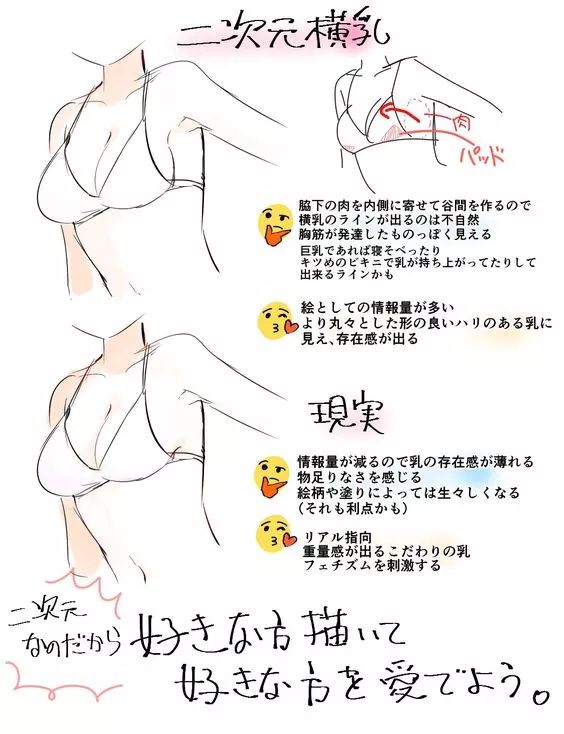 二次元横乳
肉
パッド
脇下の肉を内側に寄せて谷間を作るので
横乳のラインが出るのは不自然
胸筋が発達したものっぽく見える
巨乳であれば寝そべったり
キツめのビキニで乳が持ち上がってたりして
出来るラインかも
絵としての情報量が多い
より丸々とした形の良いハリのある乳に
見え、存在感が出る
現実
情報量が減るので乳の存在感が薄れる
物足りなさを感じる
絵柄や塗りによっては生々しくなる
(それも利点かも)
リアル指向
重量感が出るこだわりの乳
フェチズムを刺激する
二次元
なのだから
好きな方描いて
好きな方を愛でよう。